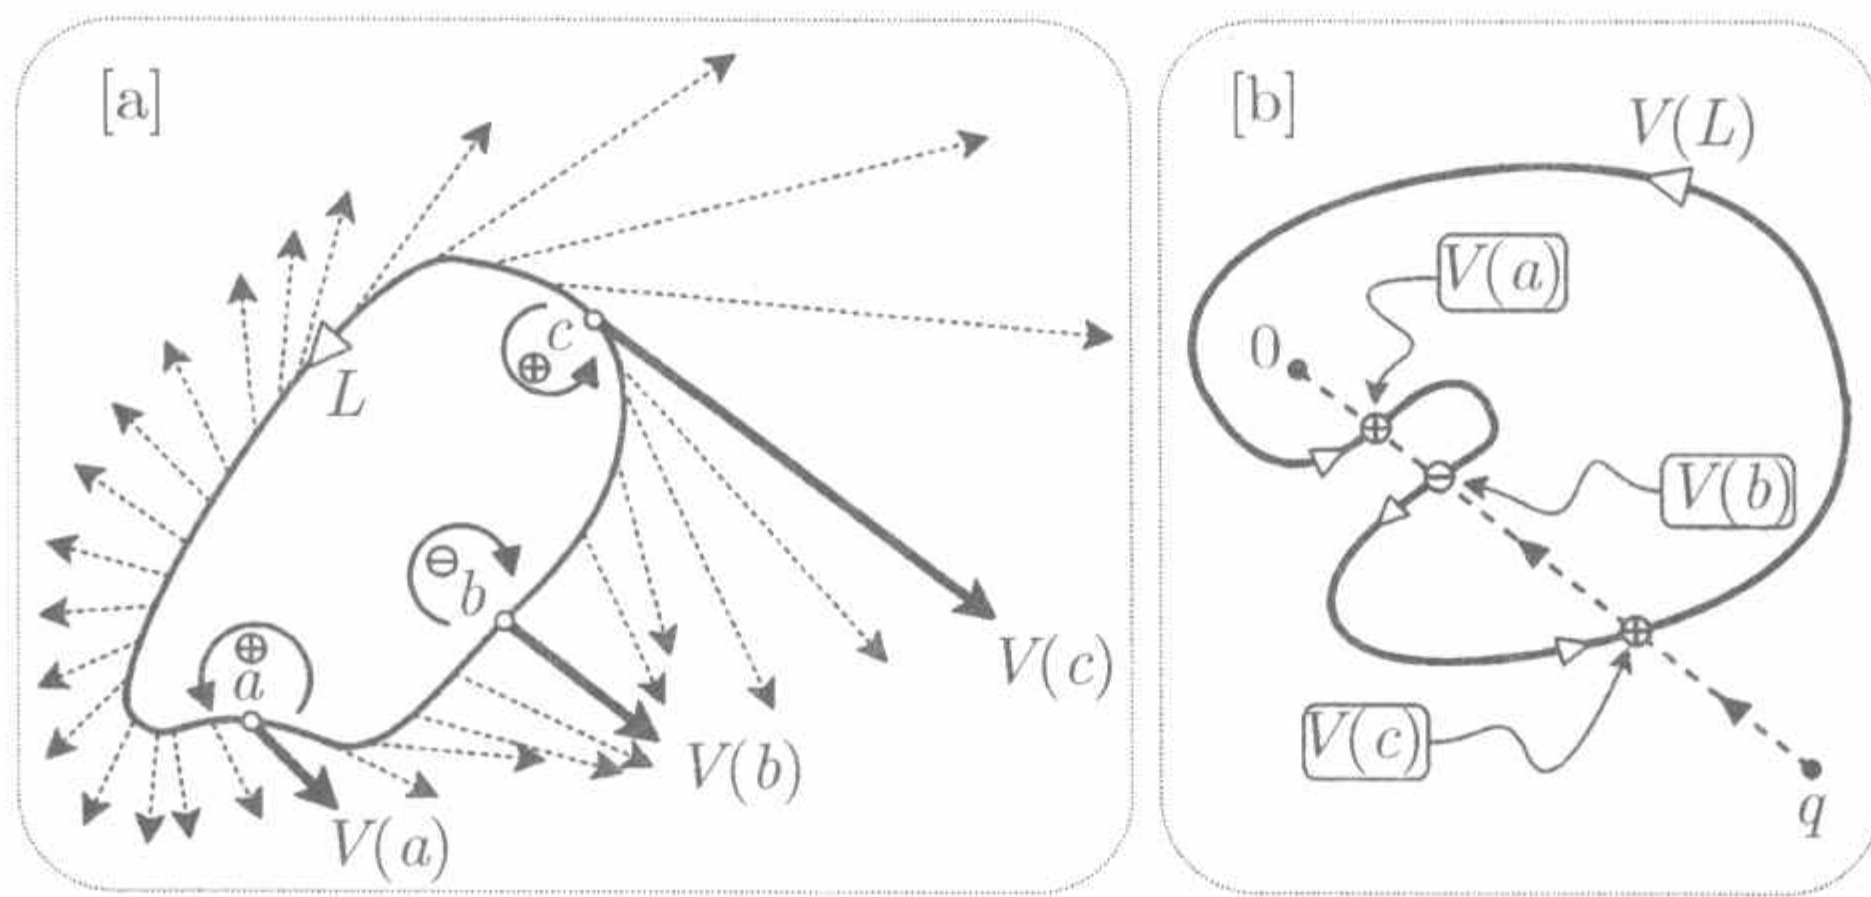 [a]
c
⊕
L
⊖
b
⊕
a
V(c)
V(b)
V(a)
[b]
V(L)
V(a)
0
⊕
V(b)
⊖
⊕
V(c)
q